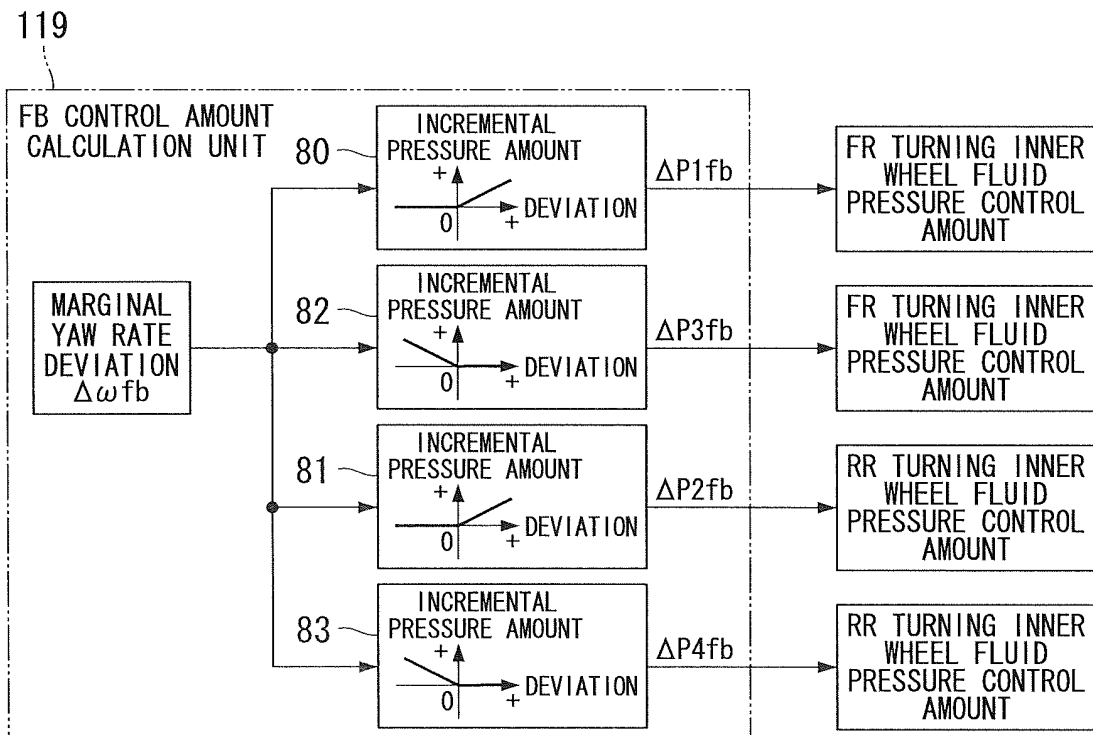 119
FB CONTROL AMOUNT
CALCULATION UNIT
MARGINAL
YAW RATE
DEVIATION
Δωfb
80
INCREMENTAL
PRESSURE AMOUNT
+
0
+
DEVIATION
ΔP1fb
FR TURNING INNER
WHEEL FLUID
PRESSURE CONTROL
AMOUNT
82
INCREMENTAL
PRESSURE AMOUNT
+
0
+
DEVIATION
ΔP3fb
FR TURNING INNER
WHEEL FLUID
PRESSURE CONTROL
AMOUNT
81
INCREMENTAL
PRESSURE AMOUNT
+
0
+
DEVIATION
ΔP2fb
RR TURNING INNER
WHEEL FLUID
PRESSURE CONTROL
AMOUNT
83
INCREMENTAL
PRESSURE AMOUNT
+
0
+
DEVIATION
ΔP4fb
RR TURNING INNER
WHEEL FLUID
PRESSURE CONTROL
AMOUNT